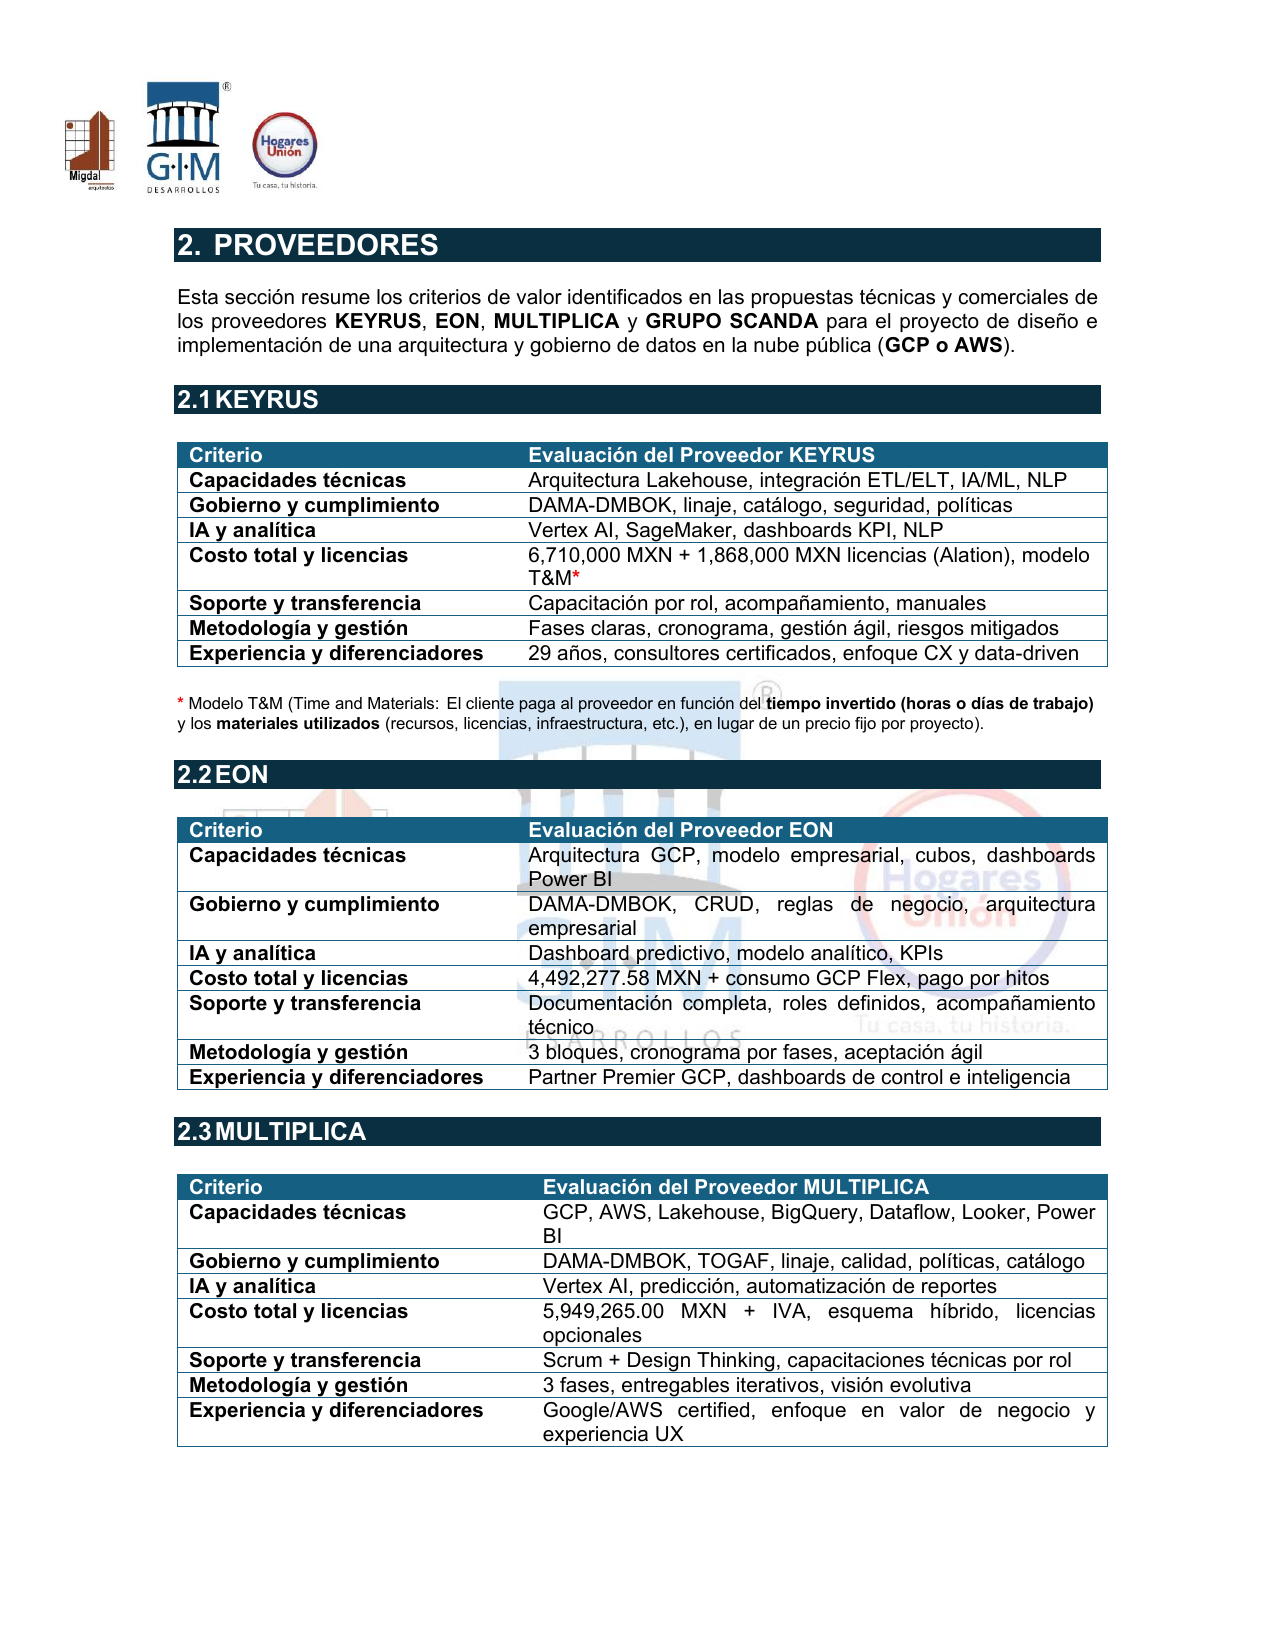 ®
Migdal
arquitectos
G·I·M
DESARROLLOS
Hogares
Unión
Tu casa, tu historia.
2. PROVEEDORES
Esta sección resume los criterios de valor identificados en las propuestas técnicas y comerciales de
los proveedores KEYRUS, EON, MULTIPLICA y GRUPO SCANDA para el proyecto de diseño e
implementación de una arquitectura y gobierno de datos en la nube pública (GCP o AWS).
2.1 KEYRUS
Criterio Evaluación del Proveedor KEYRUS
Capacidades técnicas Arquitectura Lakehouse, integración ETL/ELT, IA/ML, NLP
Gobierno y cumplimiento DAMA-DMBOK, linaje, catálogo, seguridad, políticas
IA y analítica Vertex AI, SageMaker, dashboards KPI, NLP
Costo total y licencias 6,710,000 MXN + 1,868,000 MXN licencias (Alation), modelo
T&M*
Soporte y transferencia Capacitación por rol, acompañamiento, manuales
Metodología y gestión Fases claras, cronograma, gestión ágil, riesgos mitigados
Experiencia y diferenciadores 29 años, consultores certificados, enfoque CX y data-driven
* Modelo T&M (Time and Materials: El cliente paga al proveedor en función del tiempo invertido (horas o días de trabajo)
y los materiales utilizados (recursos, licencias, infraestructura, etc.), en lugar de un precio fijo por proyecto).
®
2.2 EON
Criterio Evaluación del Proveedor EON
Capacidades técnicas Arquitectura GCP, modelo empresarial, cubos, dashboards
Power BI
Gobierno y cumplimiento DAMA-DMBOK, CRUD, reglas de negocio, arquitectura
empresarial
IA y analítica Dashboard predictivo, modelo analítico, KPIs
Costo total y licencias 4,492,277.58 MXN + consumo GCP Flex, pago por hitos
Soporte y transferencia Documentación completa, roles definidos, acompañamiento
técnico
Metodología y gestión 3 bloques, cronograma por fases, aceptación ágil
Experiencia y diferenciadores Partner Premier GCP, dashboards de control e inteligencia
Hogares
Unión
G·I·M
Tu casa, tu historia.
ESARROLLOS
2.3 MULTIPLICA
Criterio Evaluación del Proveedor MULTIPLICA
Capacidades técnicas GCP, AWS, Lakehouse, BigQuery, Dataflow, Looker, Power
BI
Gobierno y cumplimiento DAMA-DMBOK, TOGAF, linaje, calidad, políticas, catálogo
IA y analítica Vertex AI, predicción, automatización de reportes
Costo total y licencias 5,949,265.00 MXN + IVA, esquema híbrido, licencias
opcionales
Soporte y transferencia Scrum + Design Thinking, capacitaciones técnicas por rol
Metodología y gestión 3 fases, entregables iterativos, visión evolutiva
Experiencia y diferenciadores Google/AWS certified, enfoque en valor de negocio y
experiencia UX